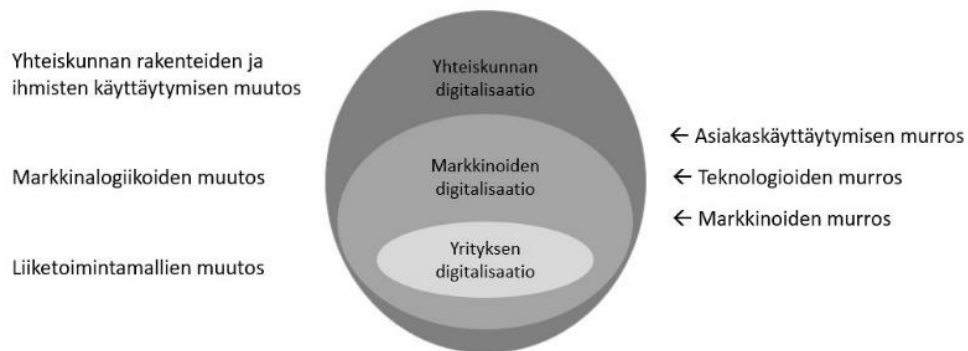 Yhteiskunnan rakenteiden ja
ihmisten käyttäytymisen muutos
Markkinalogiikoiden muutos
Liiketoimintamallien muutos
Yhteiskunnan
digitalisaatio
Markkinoiden
digitalisaatio
Yrityksen
digitalisaatio
← Asiakaskäyttäytymisen murros
← Teknologioiden murros
← Markkinoiden murros